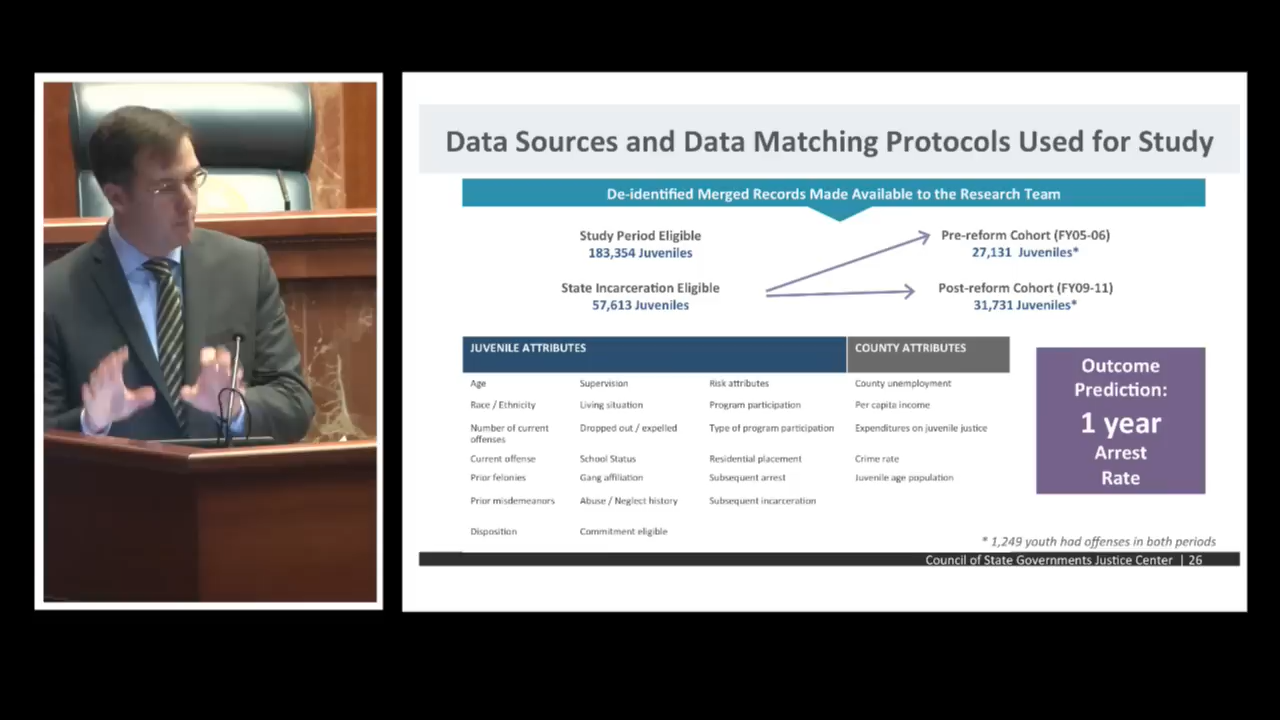 Data Sources and Data Matching Protocols Used for Study
De-identified Merged Records Made Available to the Research Team
Study Period Eligible
183,354 Juveniles
Pre-reform Cohort (FY05-06)
27,131 Juveniles*
State Incarceration Eligible
57,613 Juveniles
Post-reform Cohort (FY09-11)
31,731 Juveniles*
JUVENILE ATTRIBUTES
COUNTY ATTRIBUTES
Age
Supervision
Risk attributes
County unemployment
Race / Ethnicity
Living situation
Program participation
Per capita income
Number of current
offenses
Dropped out / expelled
Type of program participation
Expenditures on juvenile justice
Current offense
School Status
Residential placement
Crime rate
Prior felonies
Gang affiliation
Subsequent arrest
Juvenile age population
Prior misdemeanors
Abuse / Neglect history
Subsequent incarceration
Disposition
Commitment eligible
Outcome
Prediction:
1 year
Arrest
Rate
* 1,249 youth had offenses in both periods
Council of State Governments Justice Center | 26